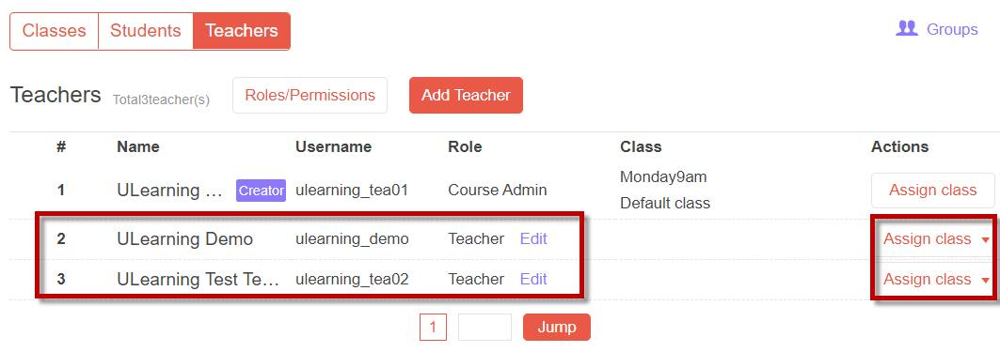 Classes Students Teachers Groups
Teachers Total3teacher(s) Roles/Permissions Add Teacher
# Name Username Role Class Actions
Monday9am
1 ULearning ... Creator ulearning_tea01 Course Admin Assign class
Default class
2 ULearning Demo ulearning_demo Teacher Edit Assign class
3 ULearning Test Te... ulearning_tea02 Teacher Edit Assign class
1 Jump